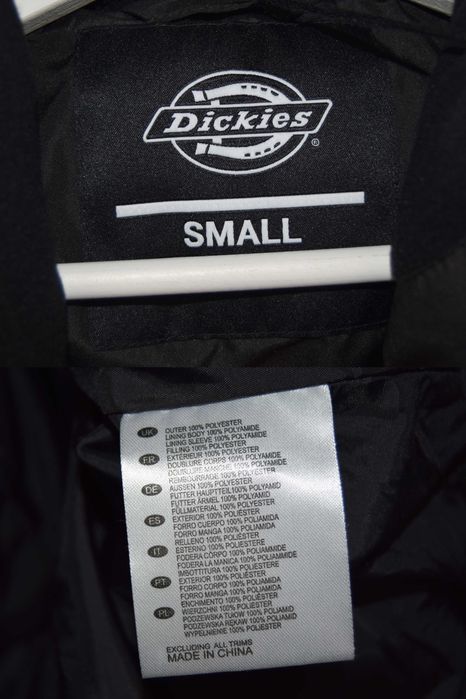 Dickies
®
SMALL
UK OUTER 100% POLYESTER
LINING BODY 100% POLYAMIDE
LINING SLEEVE 100% POLYAMIDE
FILLING 100% POLYESTER
FR EXTÉRIEUR 100% POLYESTER
DOUBLURE CORPS 100% POLYAMIDE
DOUBLURE MANCHE 100% POLYAMIDE
REMBOURRAGE 100% POLYESTER
DE AUSSEN 100% POLYESTER
FUTTER HAUPTTEIL 100% POLYAMID
FUTTER ÄRMEL 100% POLYAMID
FÜLLMATERIAL 100% POLYESTER
ES EXTERIOR 100% POLIÉSTER
FORRO CUERPO 100% POLIAMIDA
FORRO MANGA 100% POLIAMIDA
RELLENO 100% POLIÉSTER
IT ESTERNO 100% POLIESTERE
FODERA CORPO 100% POLIAMMIDE
FODERA LA MANICA 100% POLIAMMIDE
IMBOTTITURA 100% POLIESTERE
PT EXTERIOR 100% POLIÉSTER
FORRO CORPO 100% POLIAMIDA
FORRO MANGA 100% POLIAMIDA
ENCHIMENTO 100% POLIÉSTER
PL WIERZCHNI 100% POLIESTER
PODSZEWKA TUŁOW 100% POLIAMID
PODSZEWKA RĘKAW 100% POLIAMID
WYPEŁNIENIE 100% POLIESTER
EXCLUDING ALL TRIMS
MADE IN CHINA